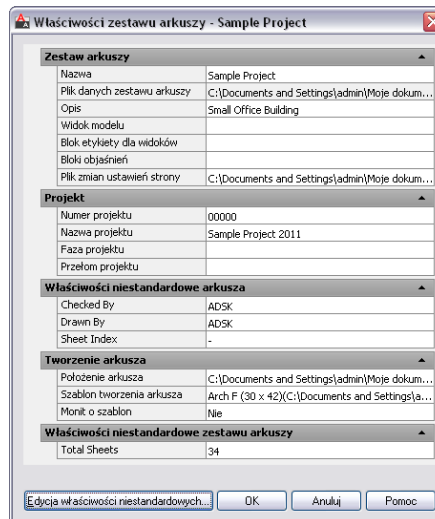 Właściwości zestawu arkuszy - Sample Project
Zestaw arkuszy
Nazwa Sample Project
Plik danych zestawu arkuszy C:\Documents and Settings\admin\Moje dokum...
Opis Small Office Building
Widok modelu
Blok etykiety dla widoków
Bloki objaśnień
Plik zmian ustawień strony C:\Documents and Settings\admin\Moje dokum...
Projekt
Numer projektu 00000
Nazwa projektu Sample Project 2011
Faza projektu
Przełom projektu
Właściwości niestandardowe arkusza
Checked By ADSK
Drawn By ADSK
Sheet Index -
Tworzenie arkusza
Położenie arkusza C:\Documents and Settings\admin\Moje dokum...
Szablon tworzenia arkusza Arch F (30 x 42)(C:\Documents and Settings\a...
Monit o szablon Nie
Właściwości niestandardowe zestawu arkuszy
Total Sheets 34
Edycja właściwości niestandardowych... OK Anuluj Pomoc